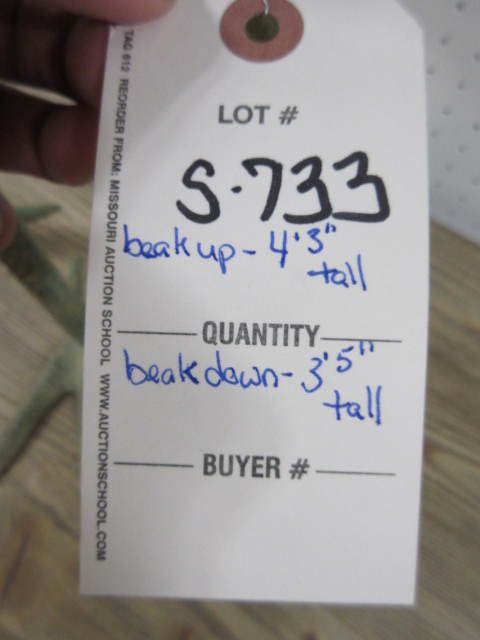 LOT #
S-733
beak up - 4'3"
tall
QUANTITY
beak down - 3'5"
tall
BUYER #
TAG 612 REORDER FROM: MISSOURI AUCTION SCHOOL WWW.AUCTIONSCHOOL.COM